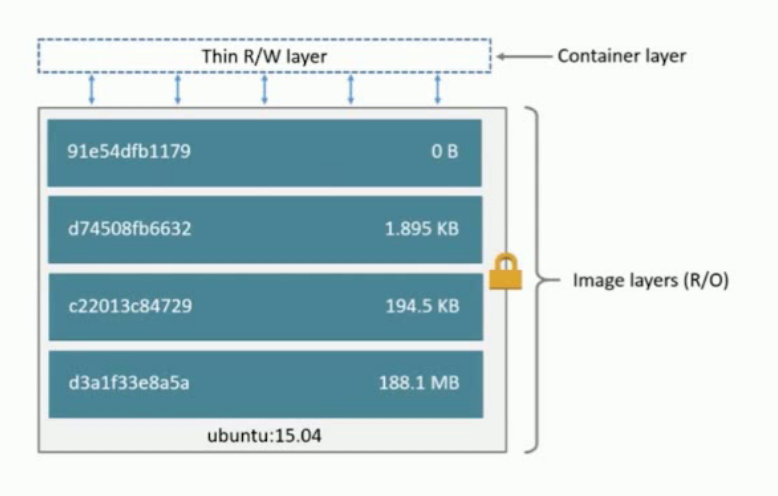 Thin R/W layer
Container layer
91e54dfb1179 0 B
d74508fb6632 1.895 KB
c22013c84729 194.5 KB
Image layers (R/O)
d3a1f33e8a5a 188.1 MB
ubuntu:15.04